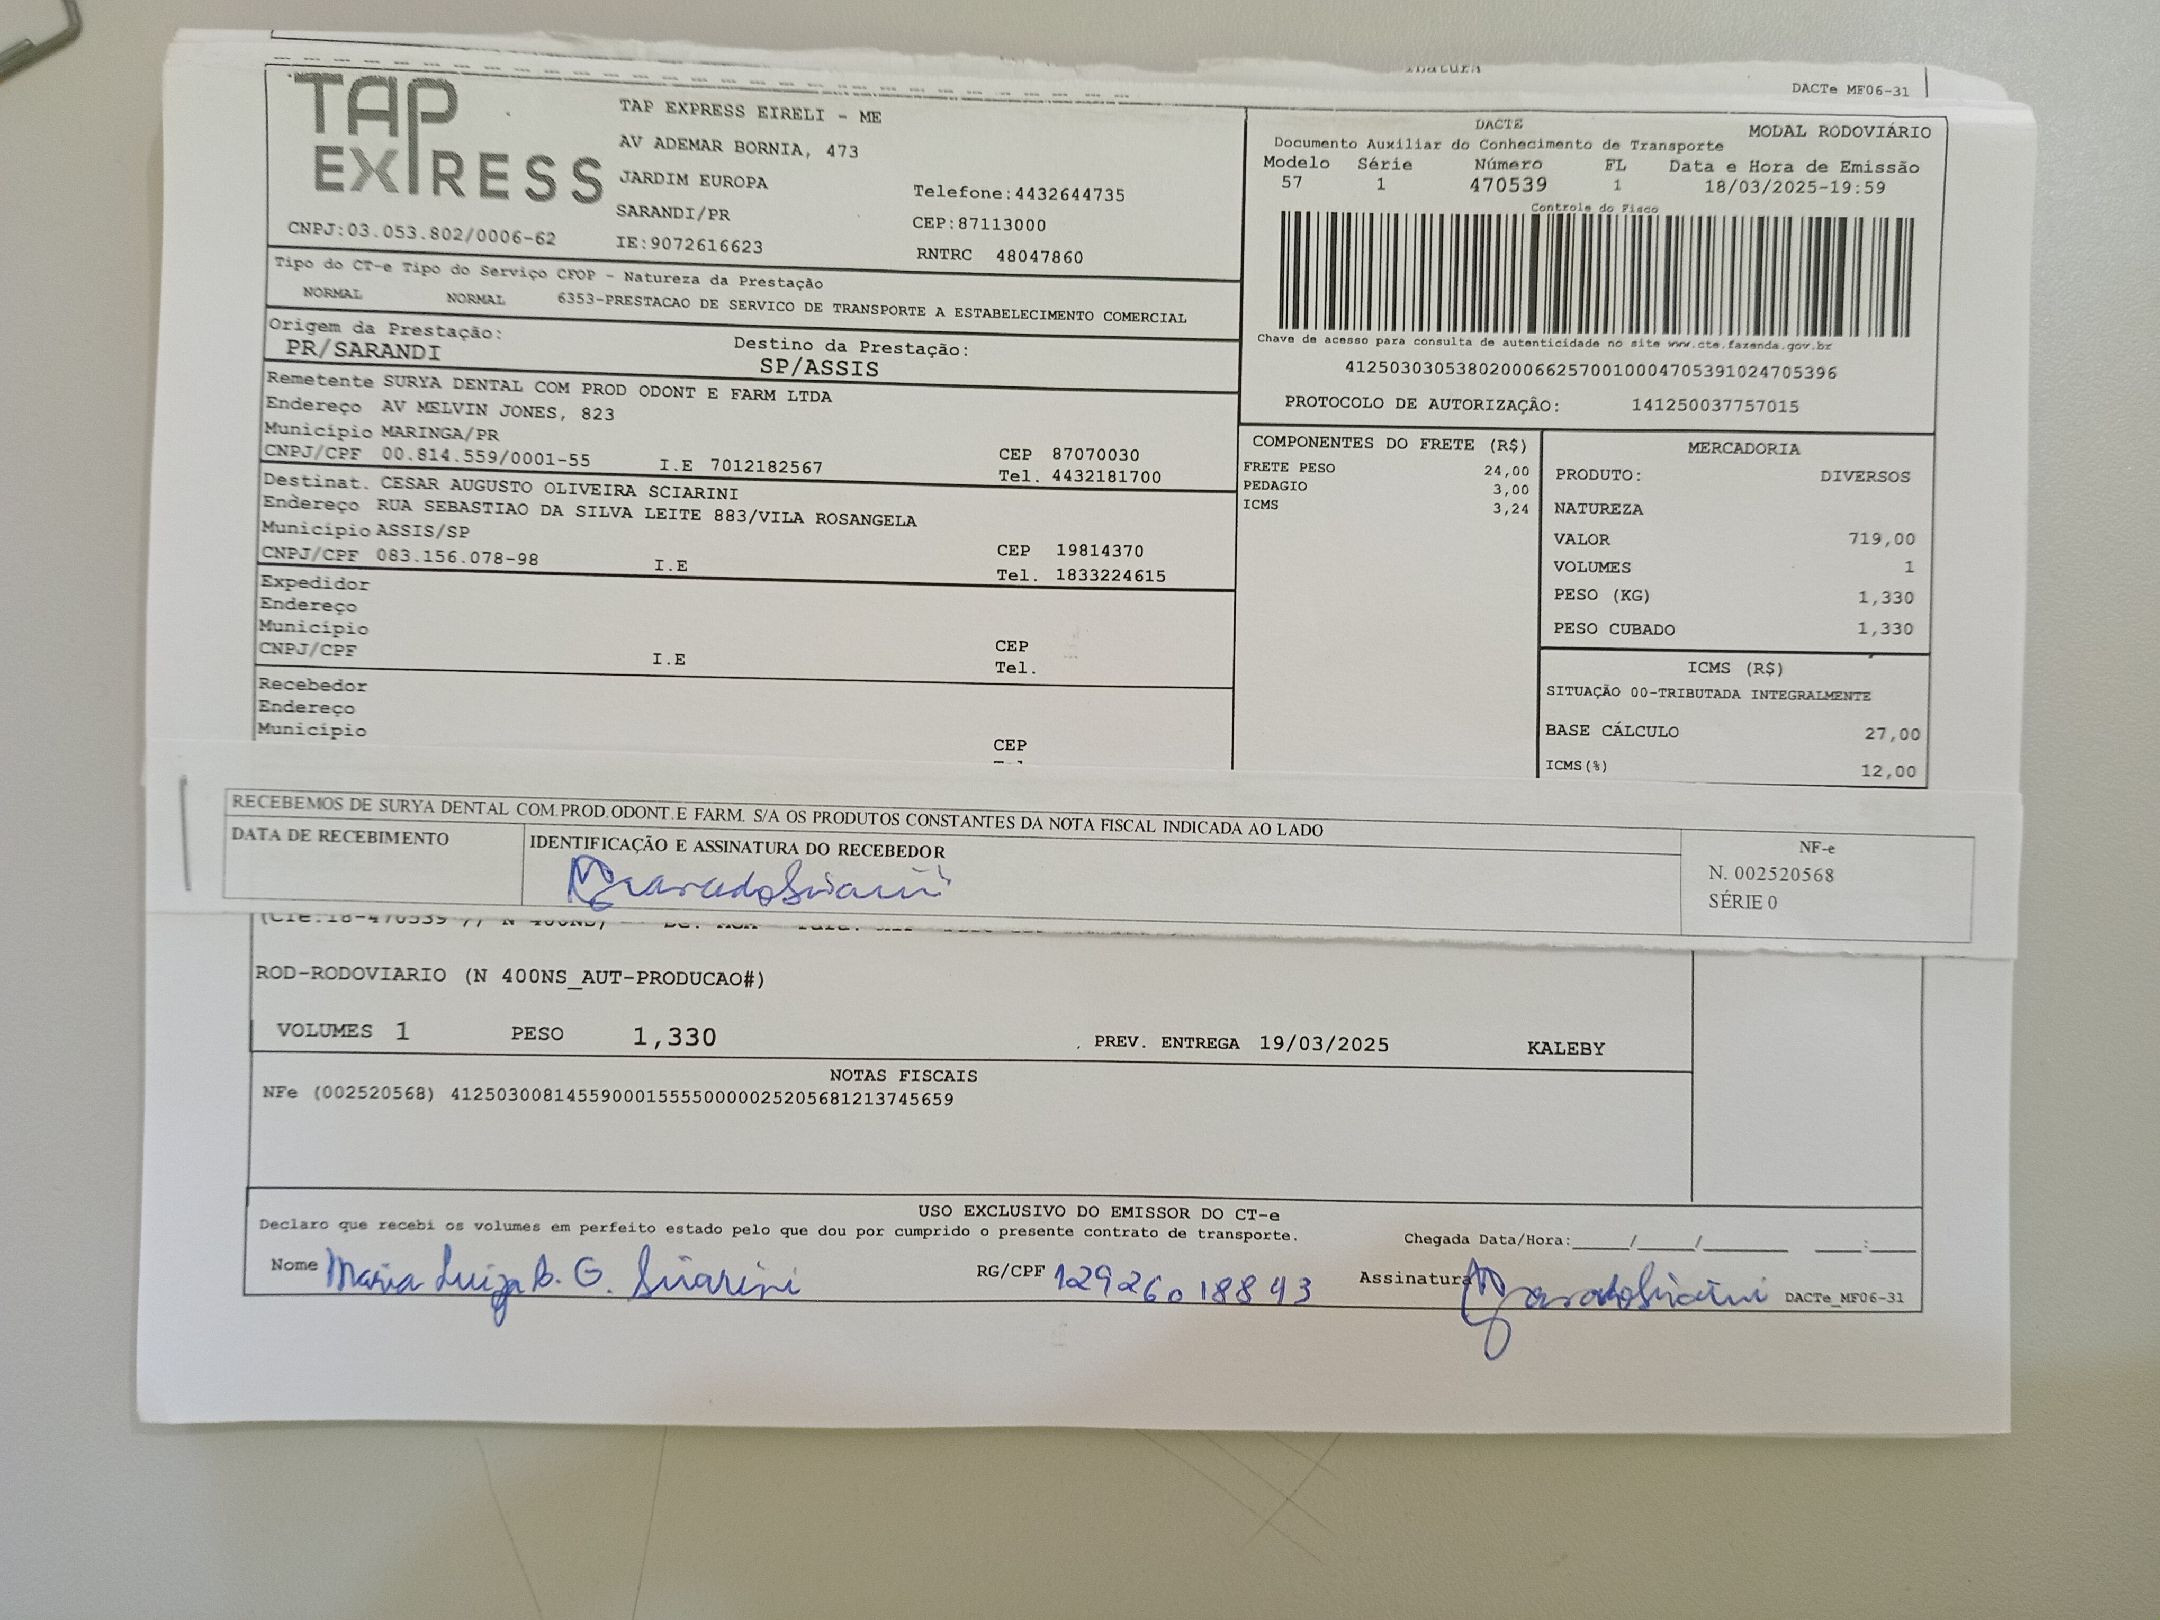 DACTe MF06-31
TAP EXPRESS
TAP EXPRESS EIRELI - ME
AV ADEMAR BORNIA, 473
JARDIM EUROPA
Telefone:4432644735
SARANDI/PR
CEP:87113000
CNPJ:03.053.802/0006-62
IE:9072616623
RNTRC 48047860
DACTE
MODAL RODOVIÁRIO
Documento Auxiliar do Conhecimento de Transporte
Modelo Série Número FL Data e Hora de Emissão
57 1 470539 1 18/03/2025-19:59
Controle do Fisco
Chave de acesso para consulta de autenticidade no site www.cte.fazenda.gov.br
41250303053802000662570010004705391024705396
PROTOCOLO DE AUTORIZAÇÃO: 141250037757015
Tipo do CT-e Tipo do Serviço CFOP - Natureza da Prestação
NORMAL NORMAL 6353-PRESTACAO DE SERVICO DE TRANSPORTE A ESTABELECIMENTO COMERCIAL
Origem da Prestação: Destino da Prestação:
PR/SARANDI SP/ASSIS
Remetente SURYA DENTAL COM PROD ODONT E FARM LTDA
Endereço AV MELVIN JONES, 823
Município MARINGA/PR CEP 87070030
CNPJ/CPF 00.814.559/0001-55 I.E 7012182567 Tel. 4432181700
Destinat. CESAR AUGUSTO OLIVEIRA SCIARINI
Endereço RUA SEBASTIAO DA SILVA LEITE 883/VILA ROSANGELA
Município ASSIS/SP CEP 19814370
CNPJ/CPF 083.156.078-98 I.E Tel. 1833224615
Expedidor
Endereço
Município CEP
CNPJ/CPF I.E Tel.
Recebedor
Endereço
Município CEP
COMPONENTES DO FRETE (R$)
FRETE PESO 24,00
PEDAGIO 3,00
ICMS 3,24
MERCADORIA
PRODUTO: DIVERSOS
NATUREZA
VALOR 719,00
VOLUMES 1
PESO (KG) 1,330
PESO CUBADO 1,330
ICMS (R$)
SITUAÇÃO 00-TRIBUTADA INTEGRALMENTE
BASE CÁLCULO 27,00
ICMS(%) 12,00
RECEBEMOS DE SURYA DENTAL COM.PROD.ODONT.E FARM. S/A OS PRODUTOS CONSTANTES DA NOTA FISCAL INDICADA AO LADO
DATA DE RECEBIMENTO
IDENTIFICAÇÃO E ASSINATURA DO RECEBEDOR
NF-e
N. 002520568
SÉRIE 0
ROD-RODOVIARIO (N 400NS_AUT-PRODUCAO#)
VOLUMES 1 PESO 1,330 PREV. ENTREGA 19/03/2025 KALEBY
NOTAS FISCAIS
NFe (002520568) 41250300814559000155550000025205681213745659
USO EXCLUSIVO DO EMISSOR DO CT-e
Declaro que recebi os volumes em perfeito estado pelo que dou por cumprido o presente contrato de transporte.
Chegada Data/Hora:____/____/______ ____:____
Nome Maria Luiza B. G. Sciarini RG/CPF 12926018843 Assinatura
DACTe_MF06-31